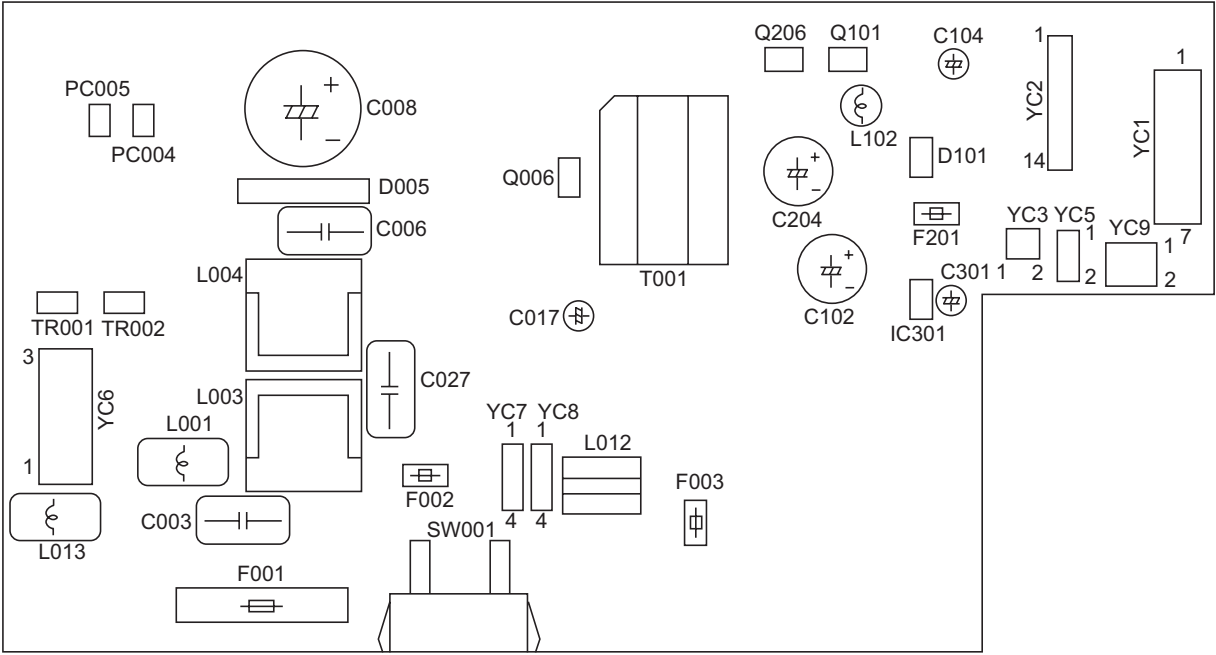 Q206
Q101
C104
1
1
PC005
C008
YC2
YC1
PC004
L102
D101
14
Q006
D005
C006
C204
F201
YC3
YC5
YC9
1
7
1
L004
T001
C301
1
2
2
2
TR001
TR002
C017
C102
IC301
3
YC6
C027
L003
L001
YC7
YC8
1
1
L012
1
F002
F003
C003
4
4
SW001
L013
F001